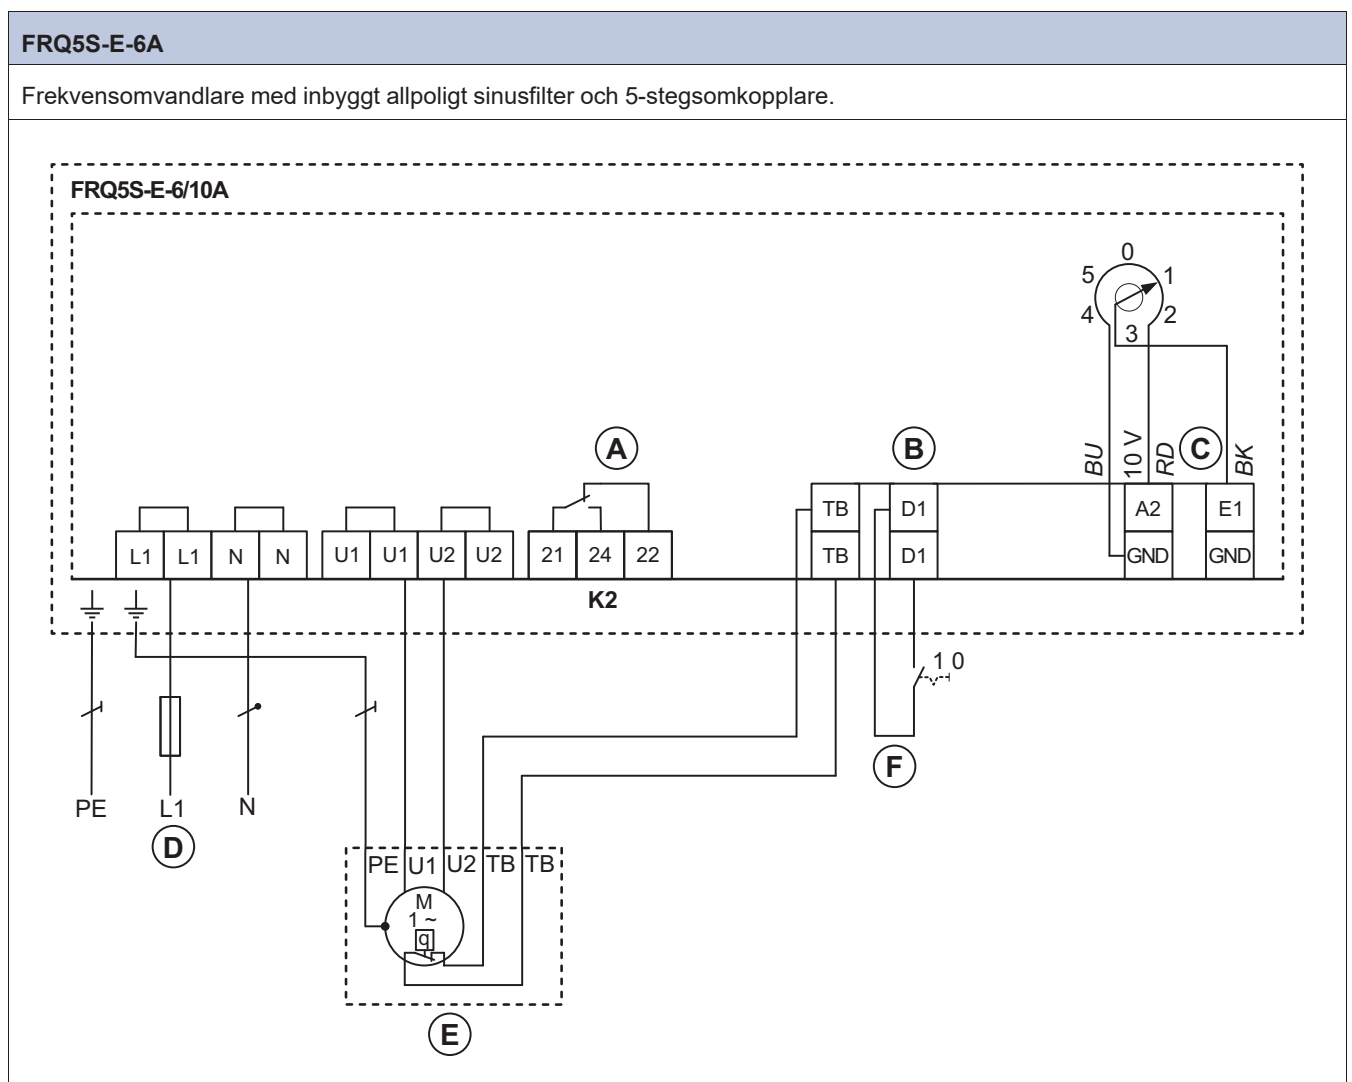 FRQ5S-E-6A
Frekvensomvandlare med inbyggt allpoligt sinusfilter och 5-stegsomkopplare.
FRQ5S-E-6/10A
0
5 1
4 2
3
A B BU 10 V RD C BK
TB D1 A2 E1
L1 L1 N N U1 U1 U2 U2 21 24 22 TB D1 GND GND
K2
1 0
F
PE L1 N
D
PE U1 U2 TB TB
M
1 ~
q
E